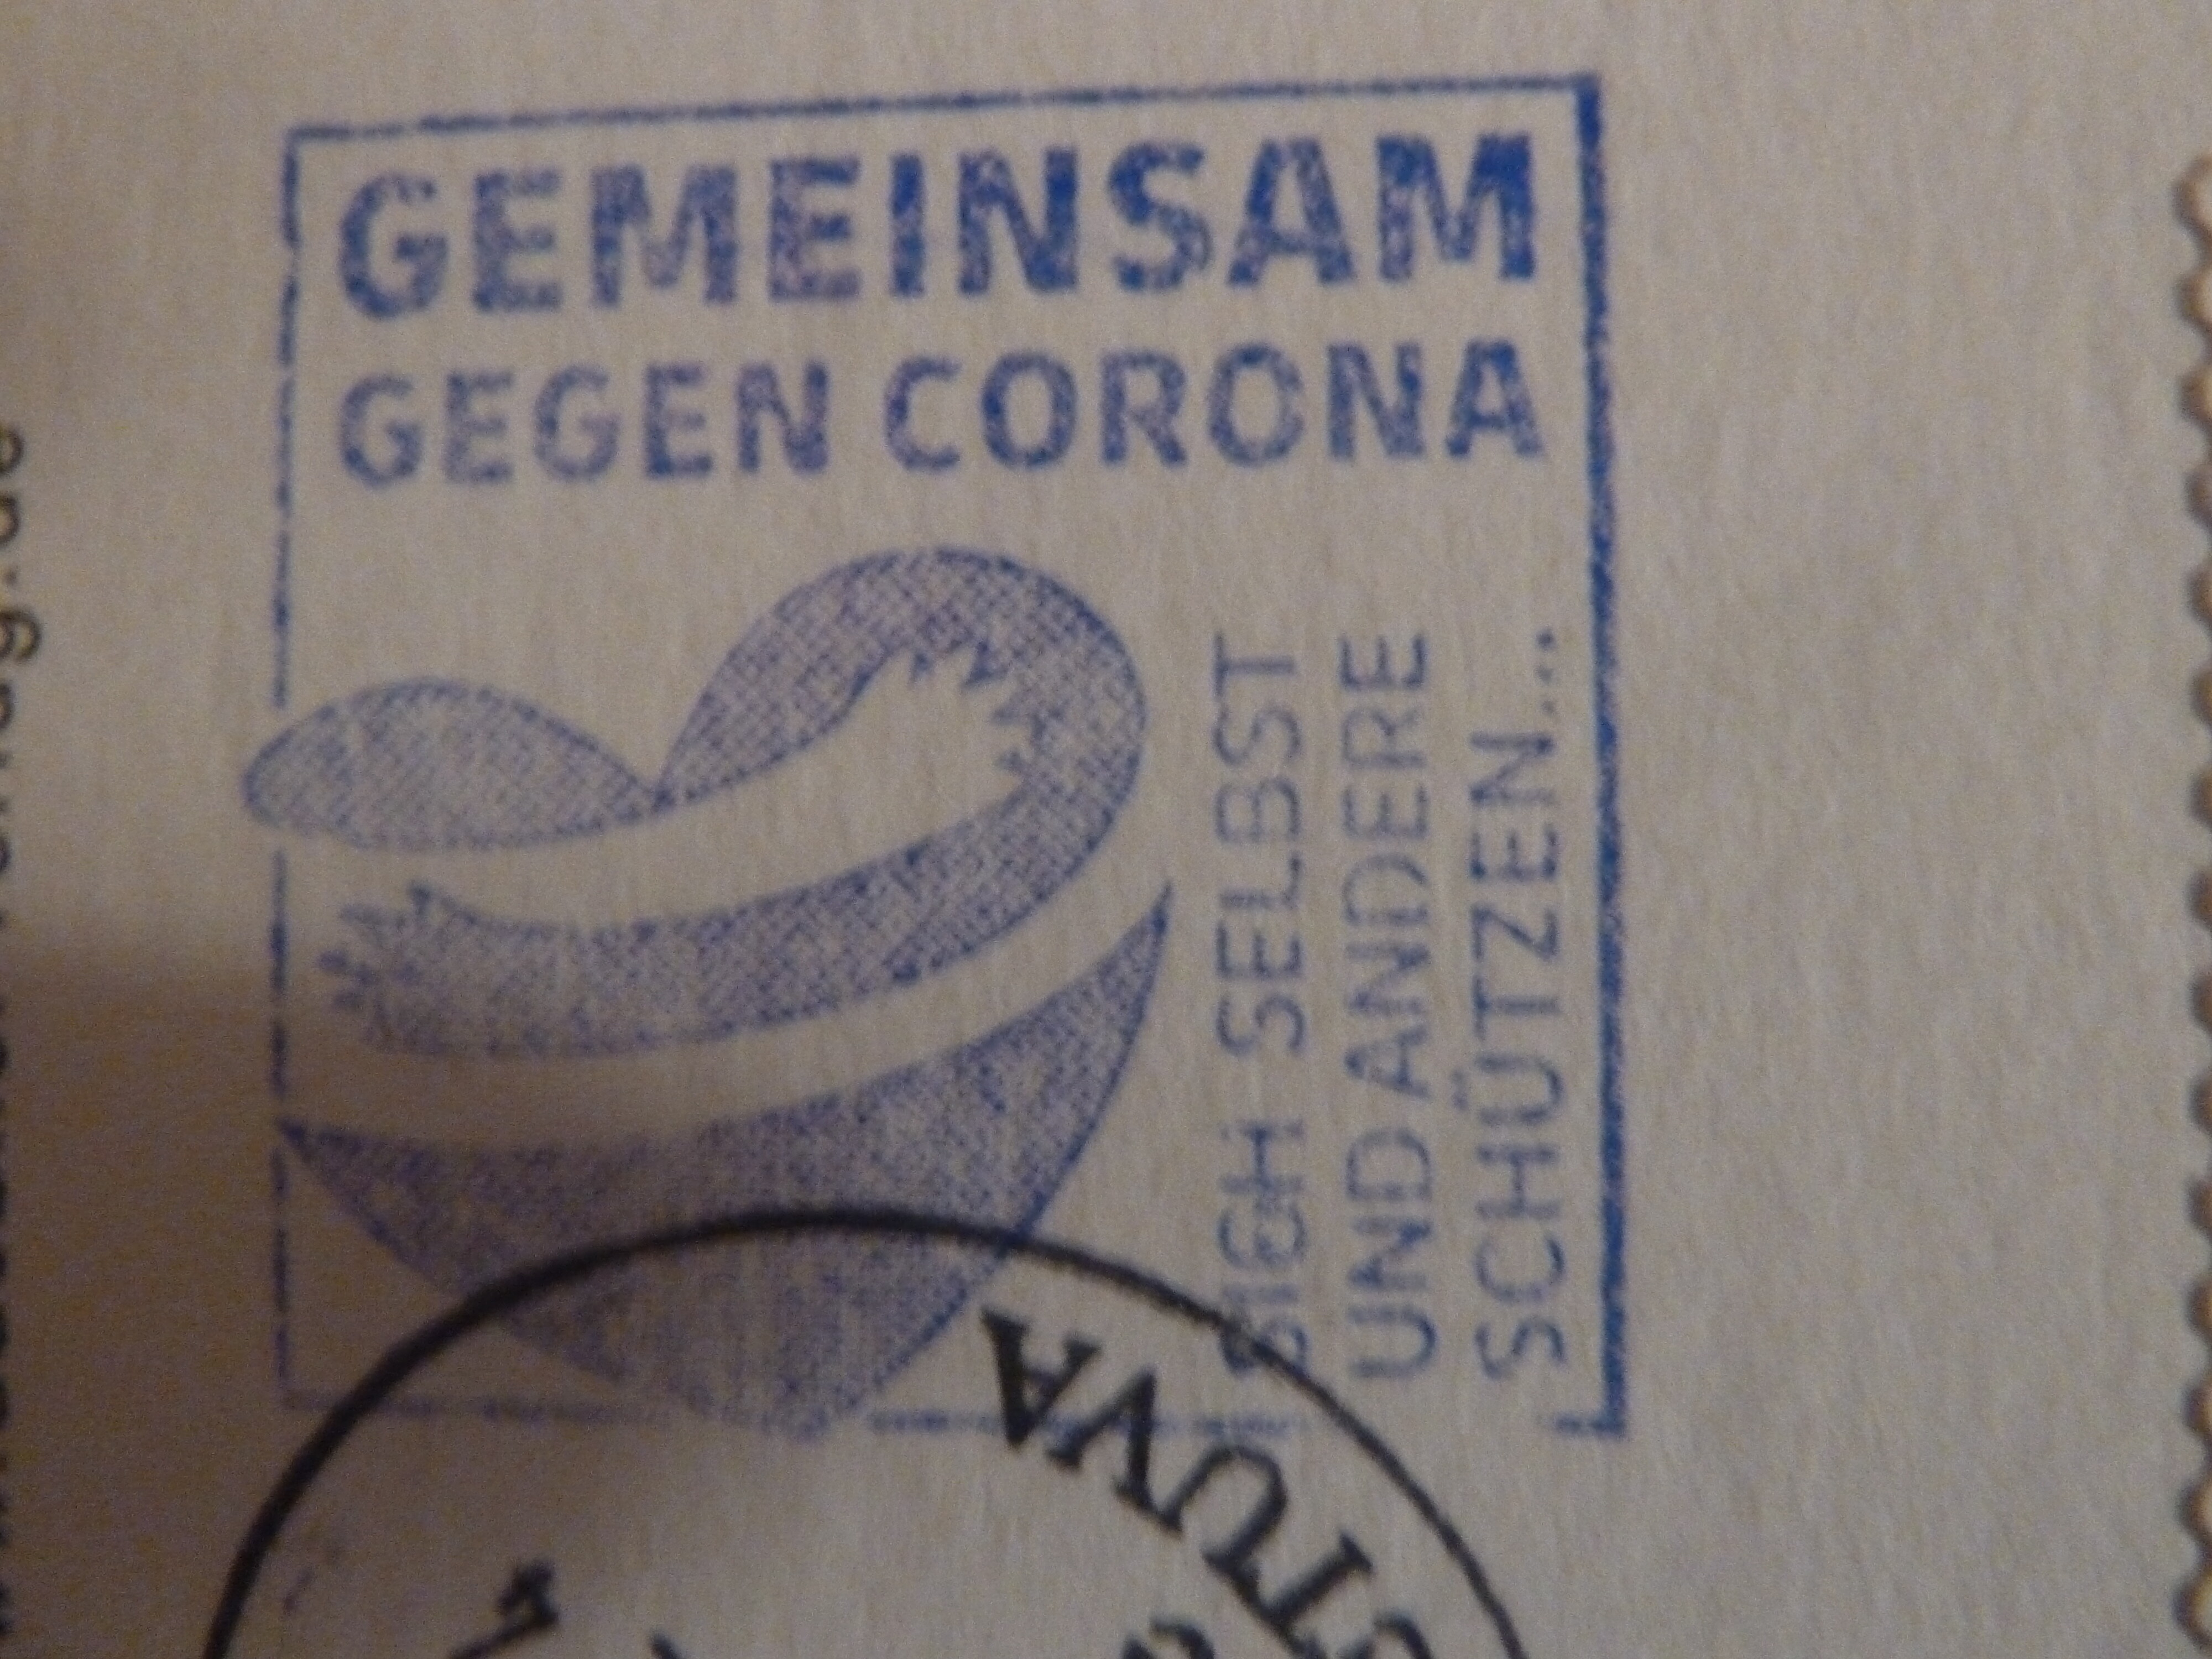 GEMEINSAM
GEGEN CORONA
SICH SELBST
UND ANDERE
SCHÜTZEN...